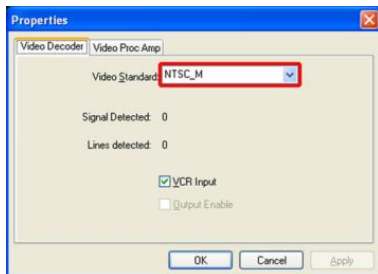 Properties
Video Decoder Video Proc Amp
Video Standard: NTSC_M
Signal Detected: 0
Lines detected: 0
VCR Input
Output Enable
OK Cancel Apply